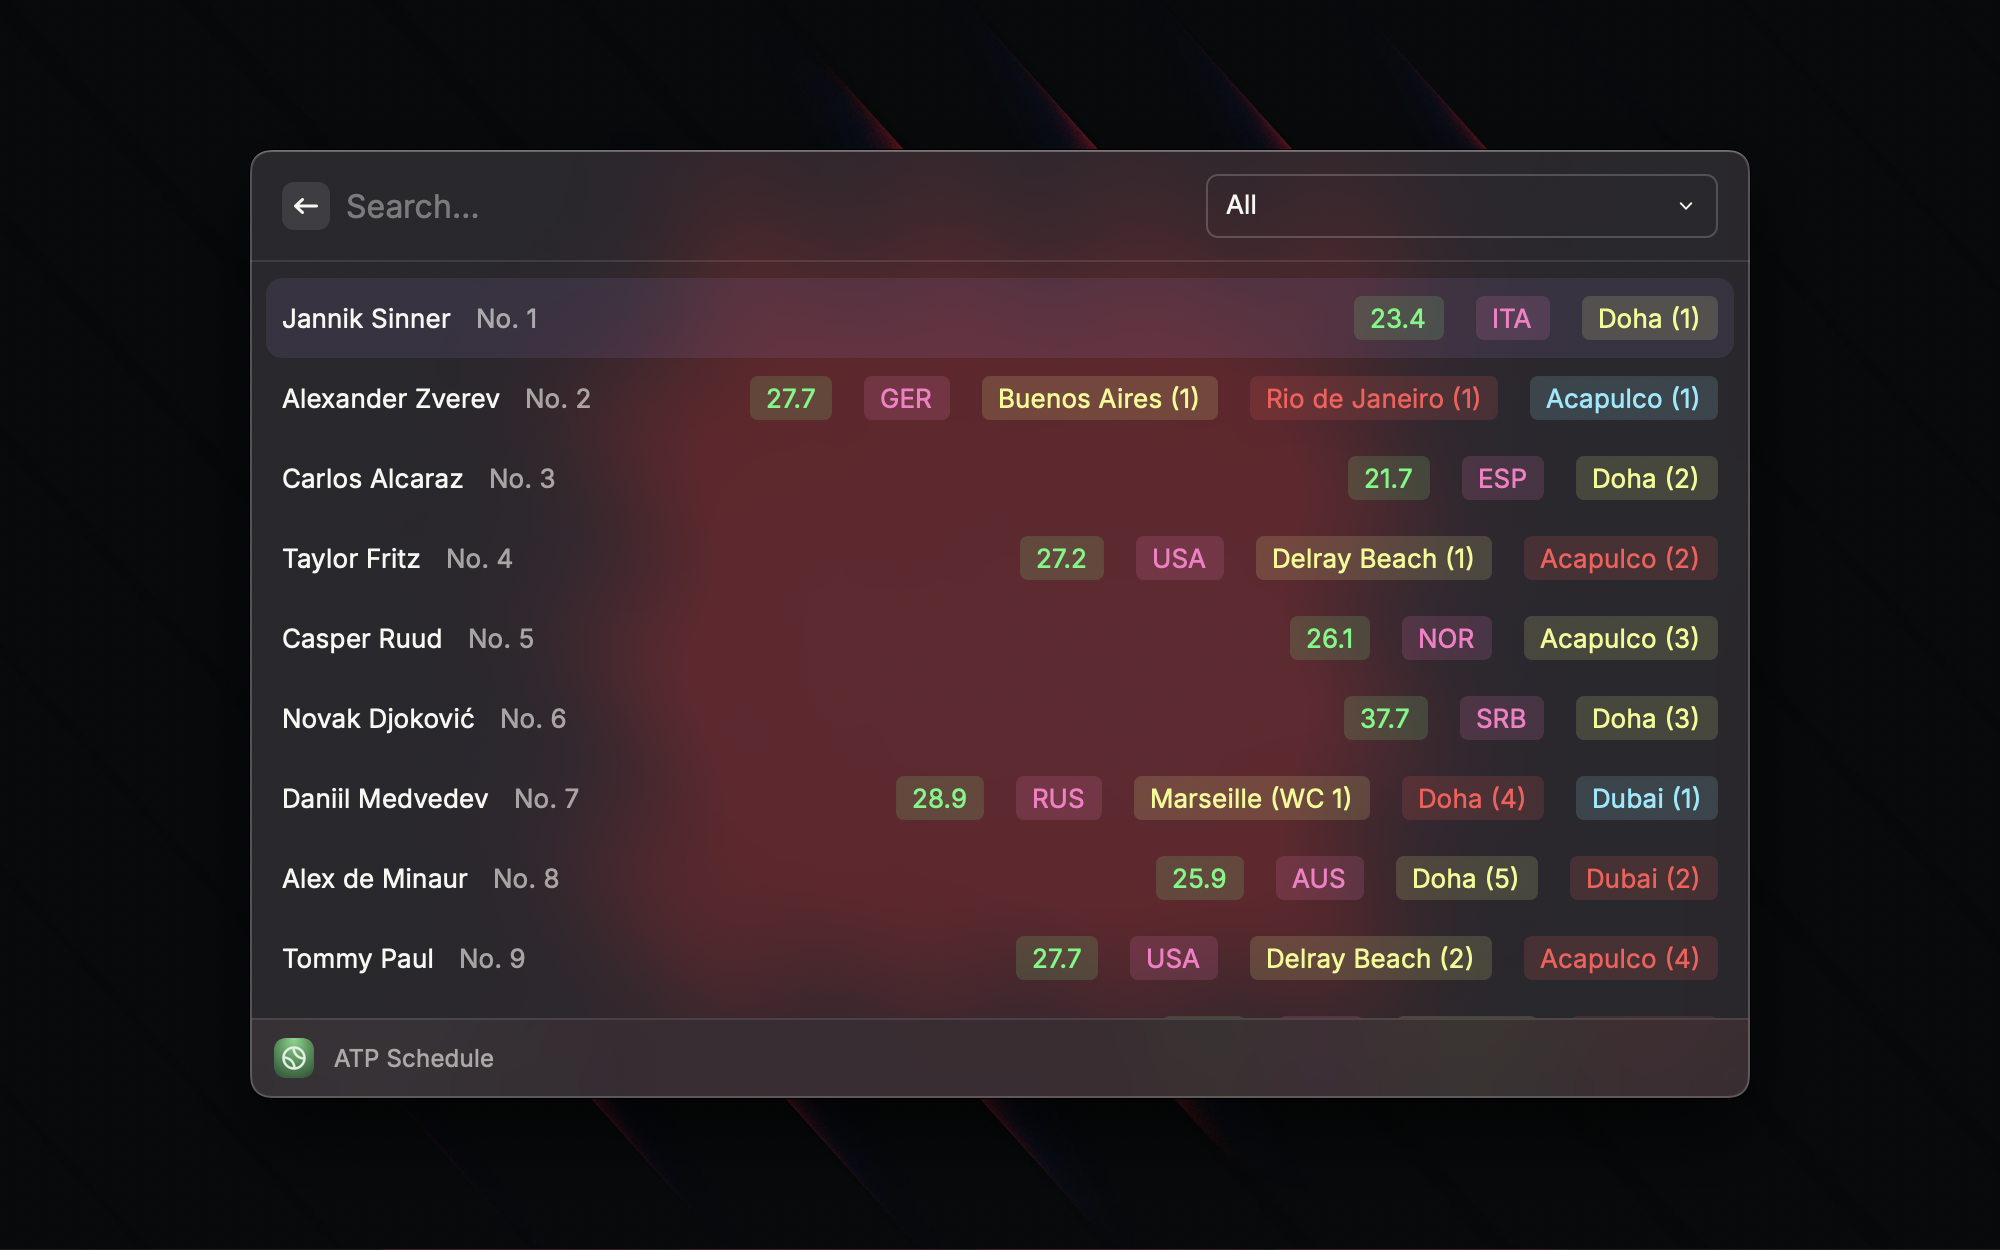 Search...
All
Jannik Sinner No. 1 23.4 ITA Doha (1)
Alexander Zverev No. 2 27.7 GER Buenos Aires (1) Rio de Janeiro (1) Acapulco (1)
Carlos Alcaraz No. 3 21.7 ESP Doha (2)
Taylor Fritz No. 4 27.2 USA Delray Beach (1) Acapulco (2)
Casper Ruud No. 5 26.1 NOR Acapulco (3)
Novak Djoković No. 6 37.7 SRB Doha (3)
Daniil Medvedev No. 7 28.9 RUS Marseille (WC 1) Doha (4) Dubai (1)
Alex de Minaur No. 8 25.9 AUS Doha (5) Dubai (2)
Tommy Paul No. 9 27.7 USA Delray Beach (2) Acapulco (4)
ATP Schedule